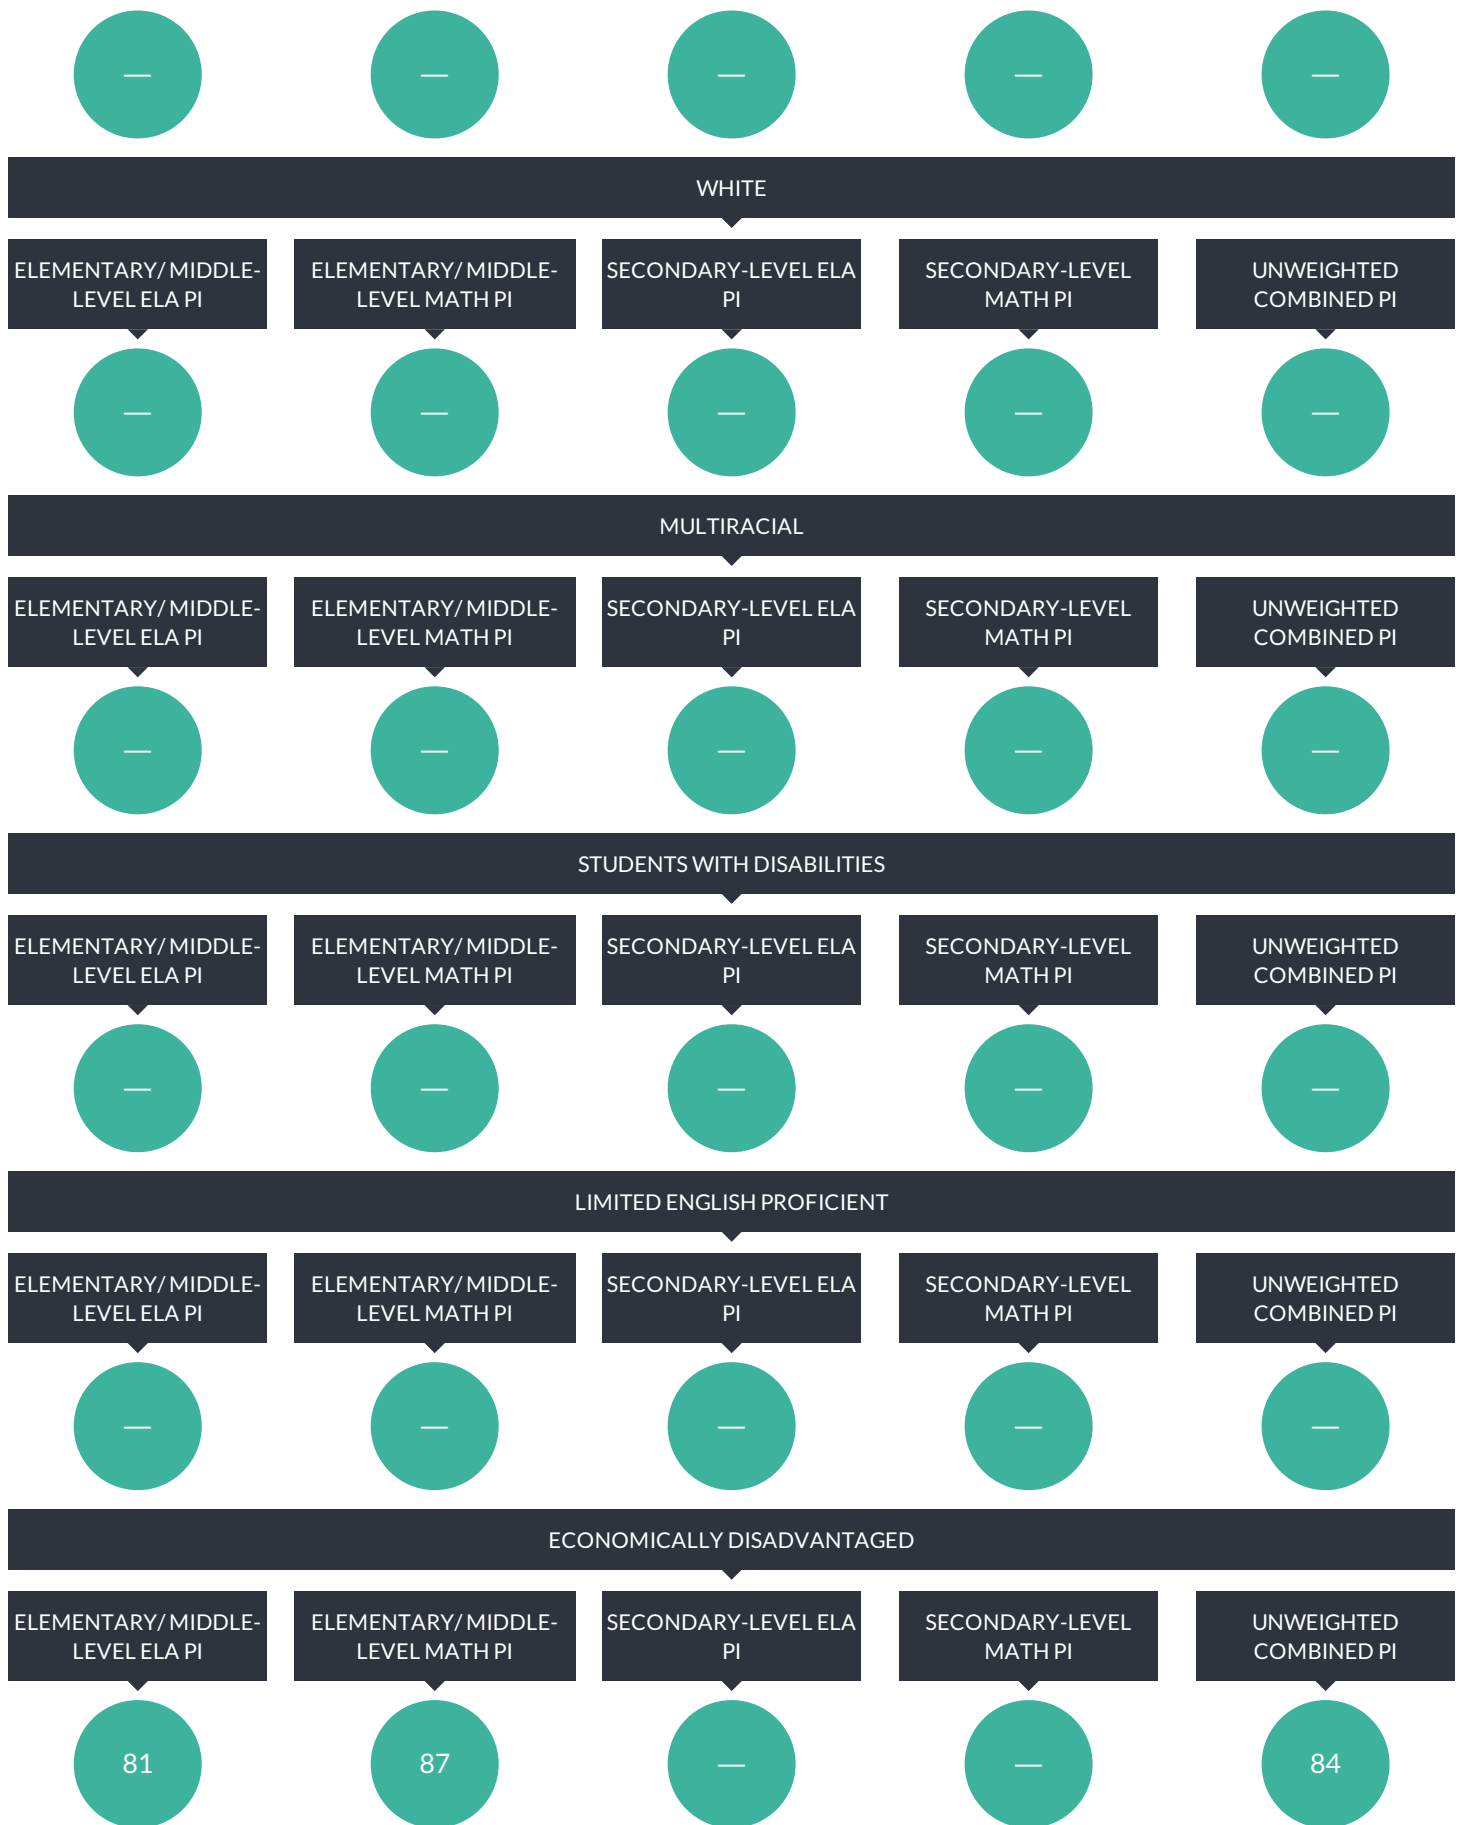 — — — — —
WHITE
ELEMENTARY/ MIDDLE- ELEMENTARY/ MIDDLE- SECONDARY-LEVEL ELA SECONDARY-LEVEL UNWEIGHTED
LEVEL ELA PI LEVEL MATH PI PI MATH PI COMBINED PI
— — — — —
MULTIRACIAL
ELEMENTARY/ MIDDLE- ELEMENTARY/ MIDDLE- SECONDARY-LEVEL ELA SECONDARY-LEVEL UNWEIGHTED
LEVEL ELA PI LEVEL MATH PI PI MATH PI COMBINED PI
— — — — —
STUDENTS WITH DISABILITIES
ELEMENTARY/ MIDDLE- ELEMENTARY/ MIDDLE- SECONDARY-LEVEL ELA SECONDARY-LEVEL UNWEIGHTED
LEVEL ELA PI LEVEL MATH PI PI MATH PI COMBINED PI
— — — — —
LIMITED ENGLISH PROFICIENT
ELEMENTARY/ MIDDLE- ELEMENTARY/ MIDDLE- SECONDARY-LEVEL ELA SECONDARY-LEVEL UNWEIGHTED
LEVEL ELA PI LEVEL MATH PI PI MATH PI COMBINED PI
— — — — —
ECONOMICALLY DISADVANTAGED
ELEMENTARY/ MIDDLE- ELEMENTARY/ MIDDLE- SECONDARY-LEVEL ELA SECONDARY-LEVEL UNWEIGHTED
LEVEL ELA PI LEVEL MATH PI PI MATH PI COMBINED PI
81 87 — — 84